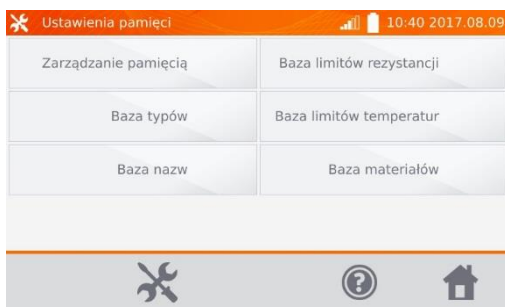 Ustawienia pamięci
10:40 2017.08.09
Zarządzanie pamięcią
Baza limitów rezystancji
Baza typów
Baza limitów temperatur
Baza nazw
Baza materiałów